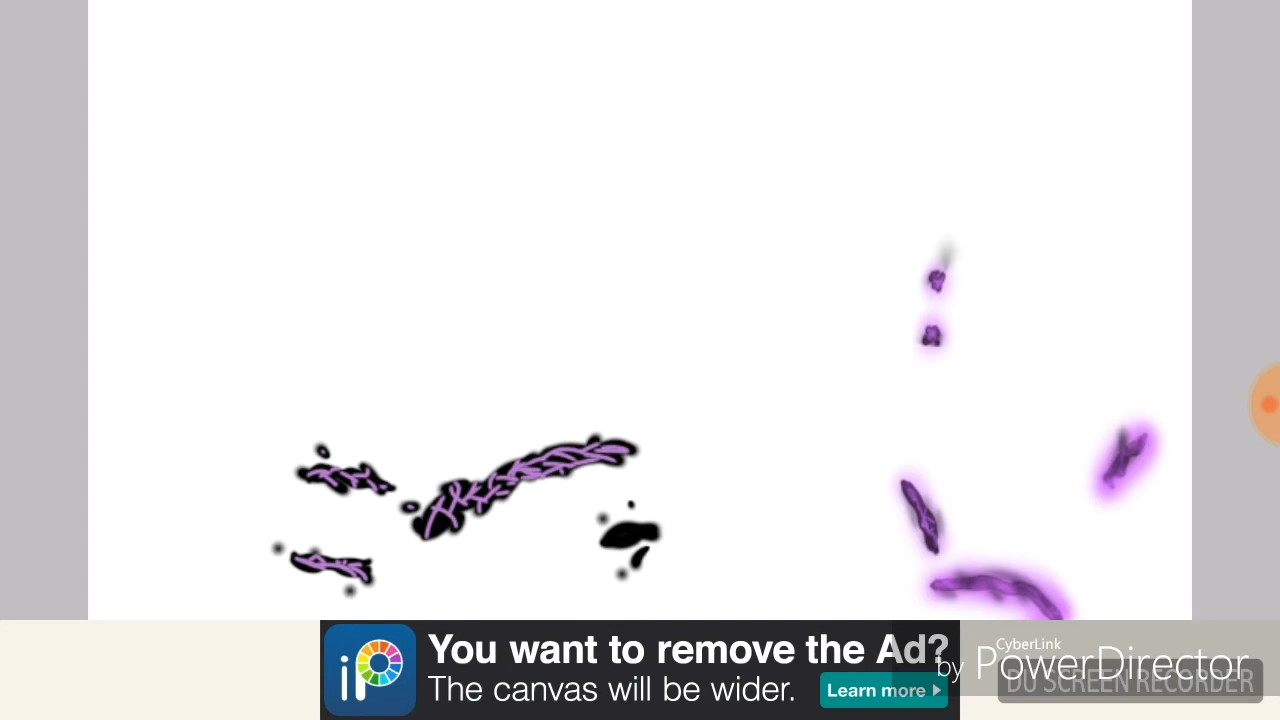 You want to remove the Ad?
The canvas will be wider.
Learn more
iP
CyberLink
by PowerDirector
DU SCREEN RECORDER